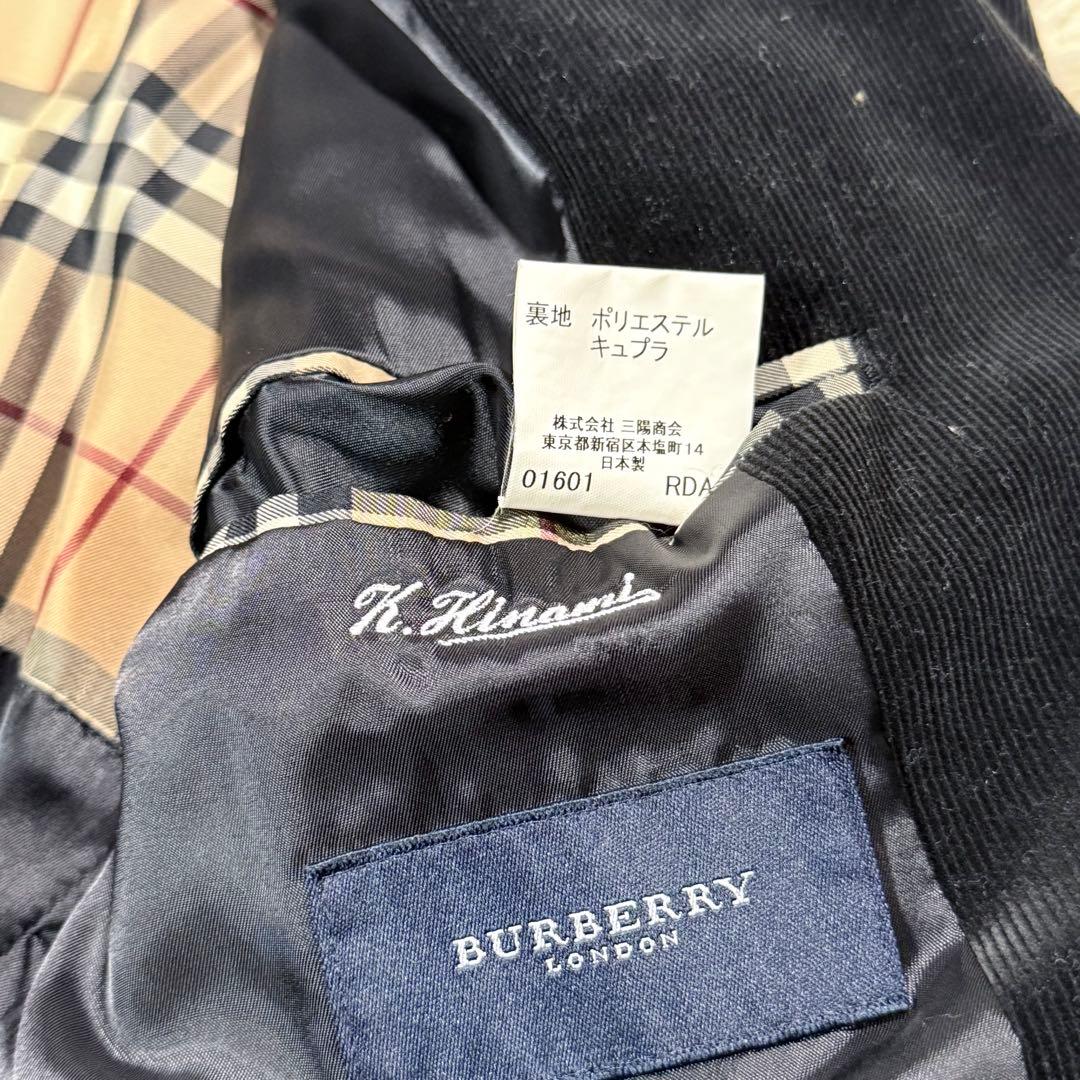 裏地 ポリエステル
キュプラ
株式会社 三陽商会
東京都新宿区本塩町14
日本製
01601 RDA
K.Hinami
BURBERRY
LONDON